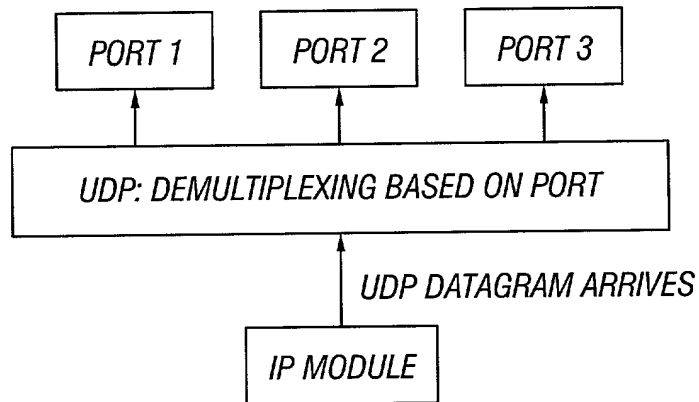 PORT 1
PORT 2
PORT 3
UDP: DEMULTIPLEXING BASED ON PORT
UDP DATAGRAM ARRIVES
IP MODULE